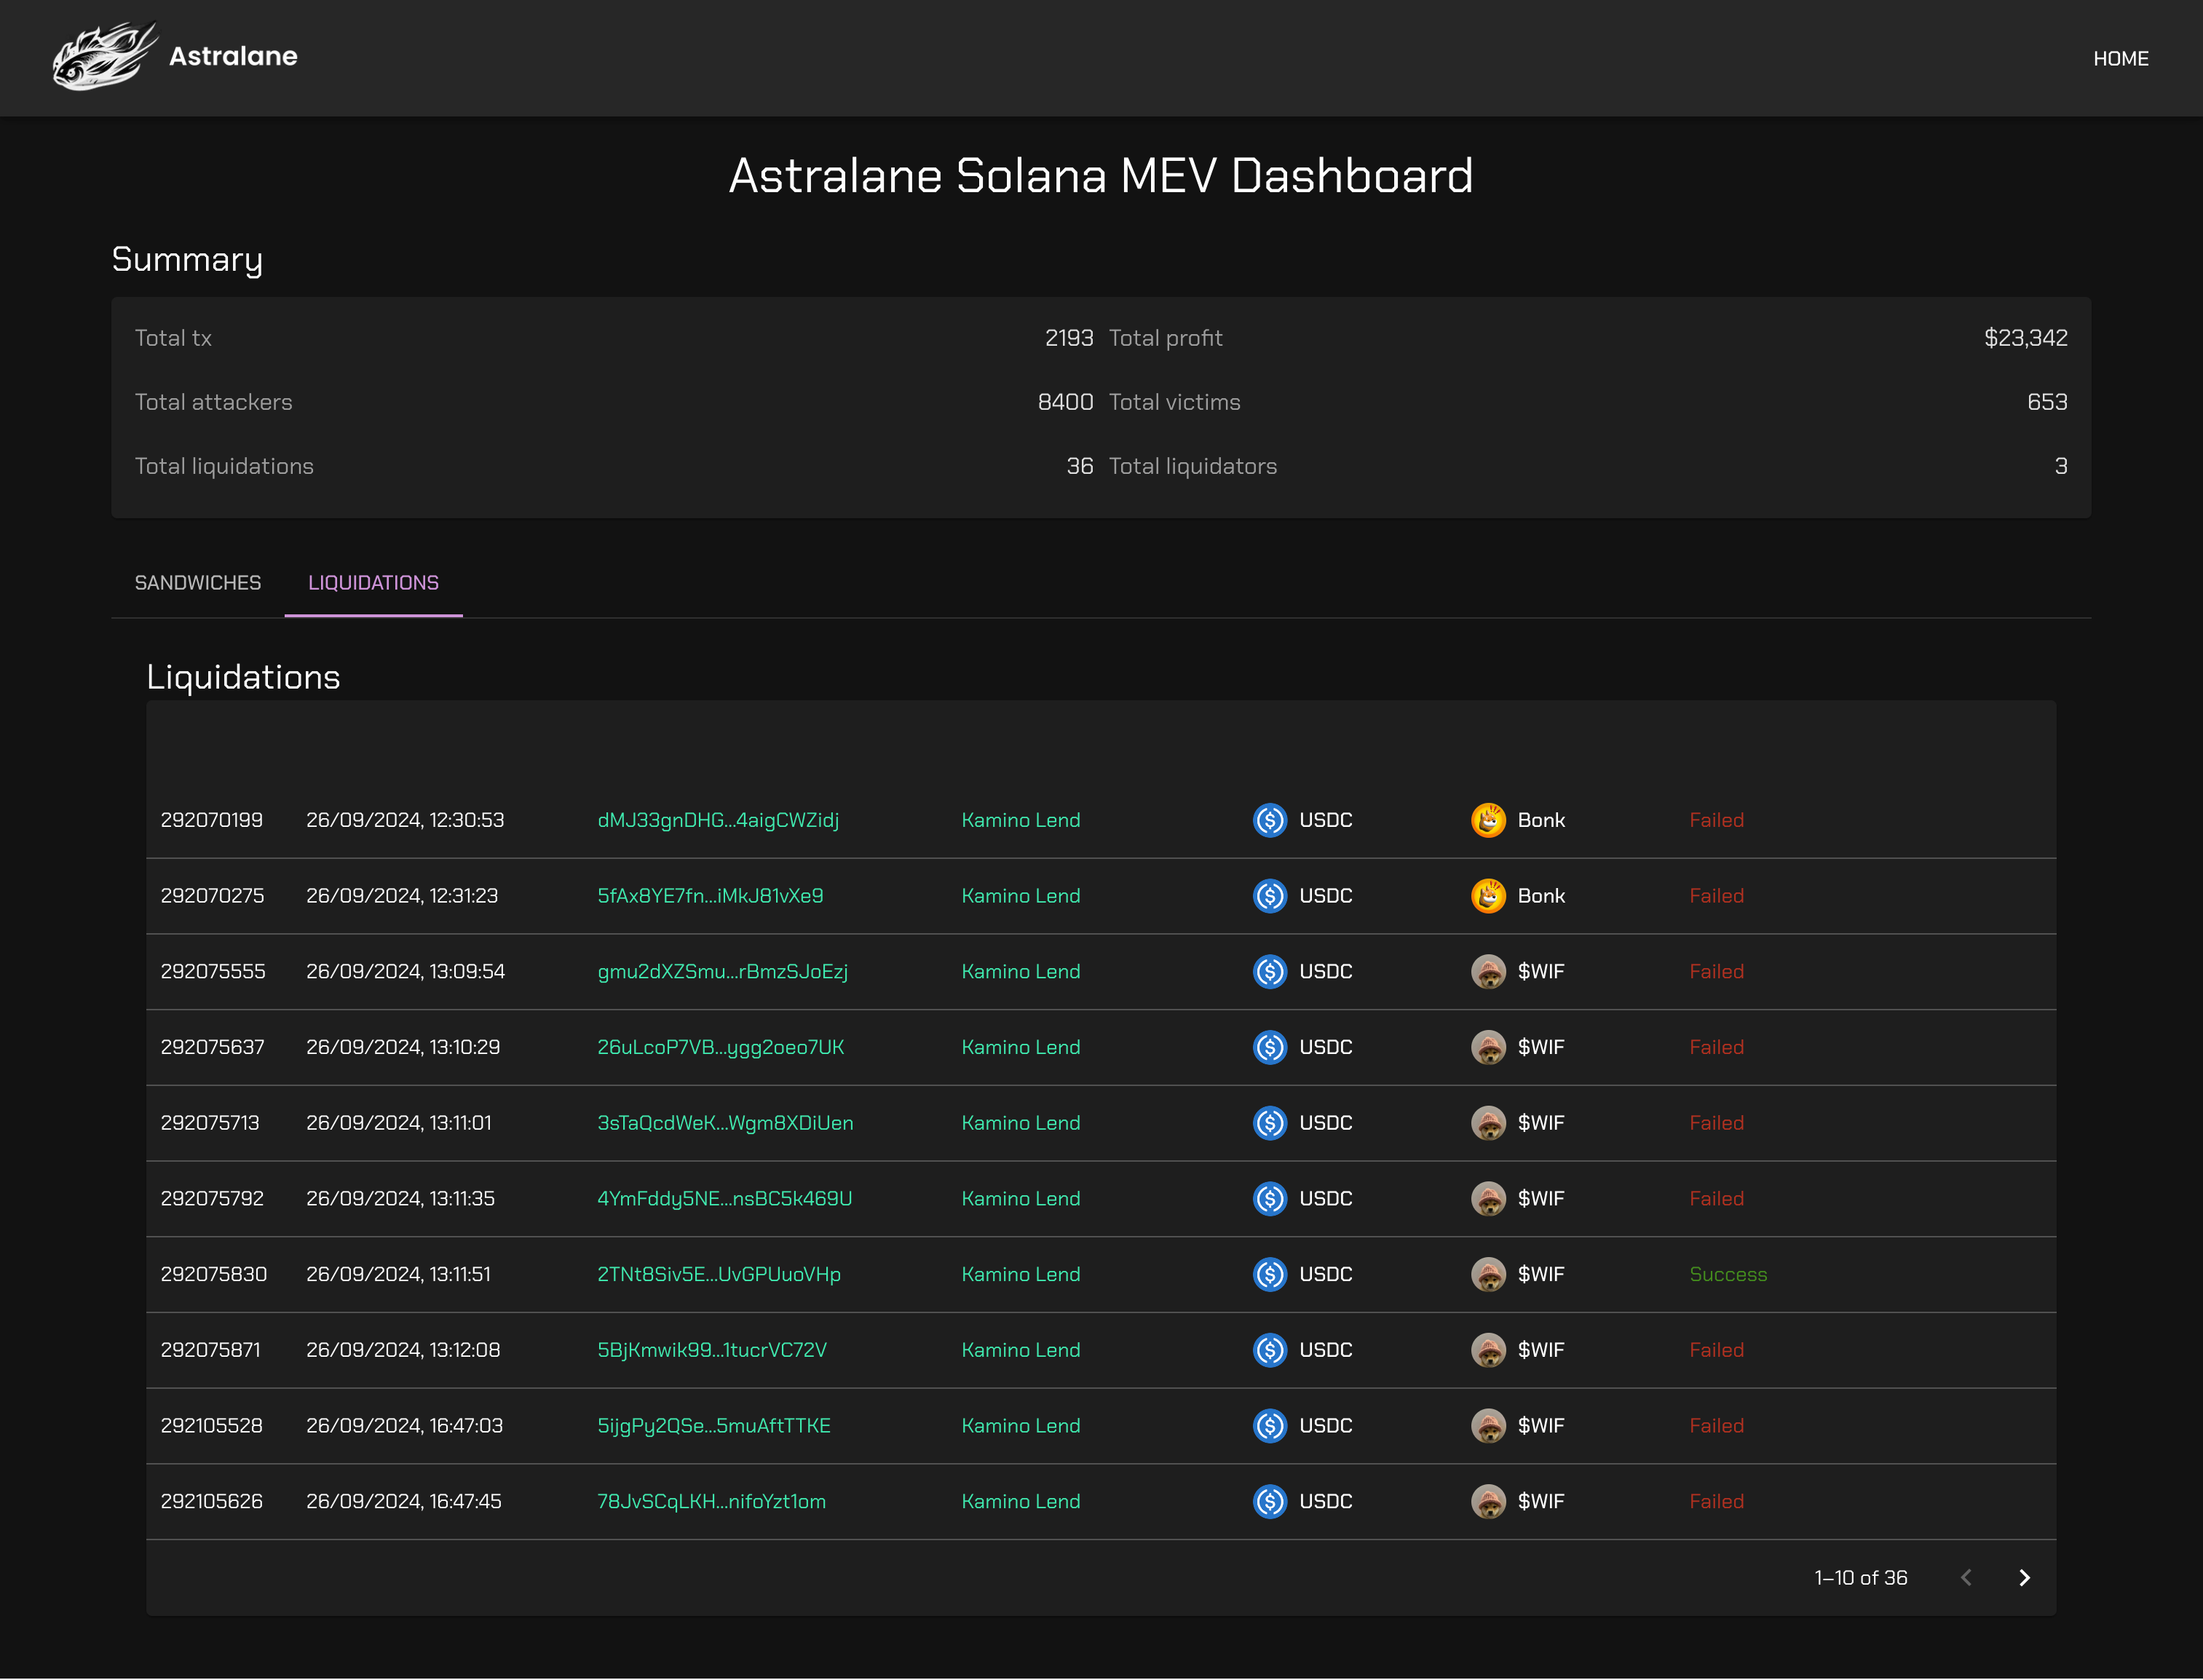 Astralane
HOME
Astralane Solana MEV Dashboard
Summary
Total tx 2193 Total profit $23,342
Total attackers 8400 Total victims 653
Total liquidations 36 Total liquidators 3
SANDWICHES LIQUIDATIONS
Liquidations
292070199 26/09/2024, 12:30:53 dMJ33gnDHG...4aigCWZidj Kamino Lend USDC Bonk Failed
292070275 26/09/2024, 12:31:23 5fAx8YE7fn...iMkJ81vXe9 Kamino Lend USDC Bonk Failed
292075555 26/09/2024, 13:09:54 gmu2dXZSmu...rBmzSJoEzj Kamino Lend USDC $WIF Failed
292075637 26/09/2024, 13:10:29 26uLcoP7VB...ygg2oeo7UK Kamino Lend USDC $WIF Failed
292075713 26/09/2024, 13:11:01 3sTaQcdWeK...Wgm8XDiUen Kamino Lend USDC $WIF Failed
292075792 26/09/2024, 13:11:35 4YmFddy5NE...nsBC5k469U Kamino Lend USDC $WIF Failed
292075830 26/09/2024, 13:11:51 2TNt8Siv5E...UvGPUuoVHp Kamino Lend USDC $WIF Success
292075871 26/09/2024, 13:12:08 5BjKmwik99...1tucrVC72V Kamino Lend USDC $WIF Failed
292105528 26/09/2024, 16:47:03 5ijgPy2QSe...5muAftTTKE Kamino Lend USDC $WIF Failed
292105626 26/09/2024, 16:47:45 78JvSCqLKH...nifoYzt1om Kamino Lend USDC $WIF Failed
1–10 of 36